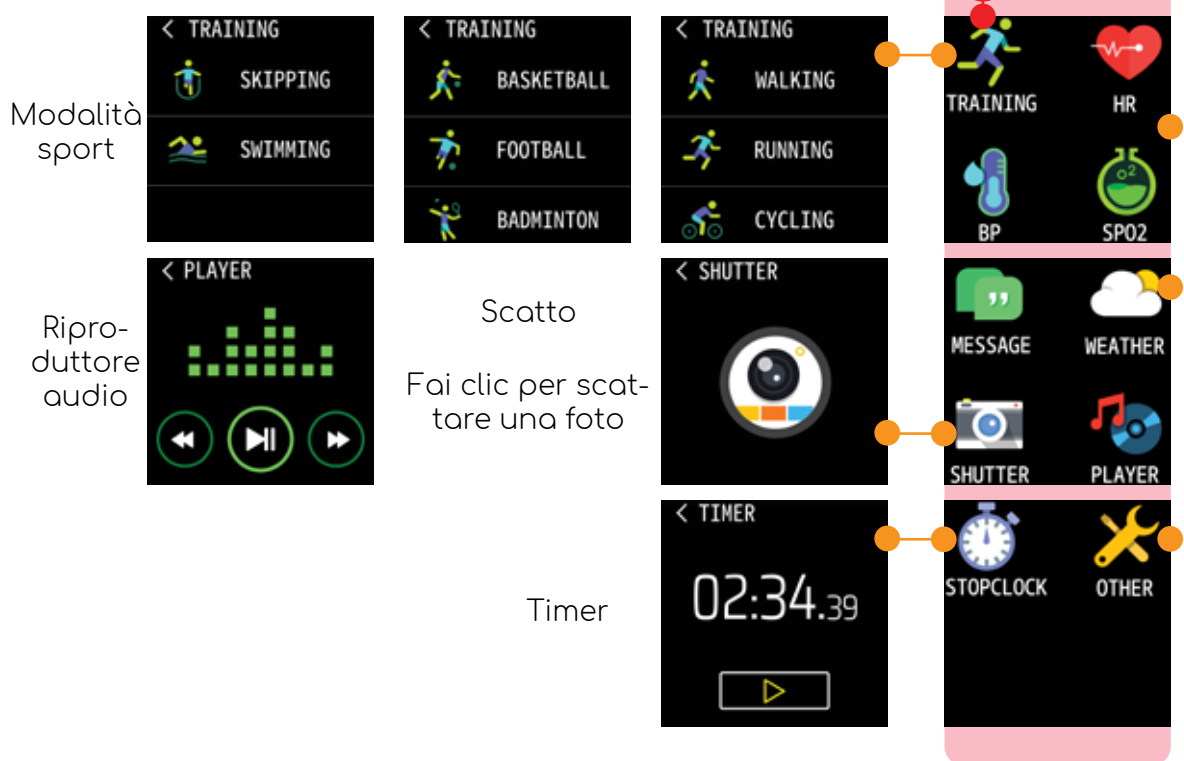 Modalità
sport
< TRAINING
SKIPPING
SWIMMING
< TRAINING
BASKETBALL
FOOTBALL
BADMINTON
< TRAINING
WALKING
RUNNING
CYCLING
TRAINING
HR
BP
O2
SPO2
Ripro-
duttore
audio
< PLAYER
Scatto
Fai clic per scat-
tare una foto
< SHUTTER
MESSAGE
WEATHER
SHUTTER
PLAYER
Timer
< TIMER
02:34.39
STOPCLOCK
OTHER